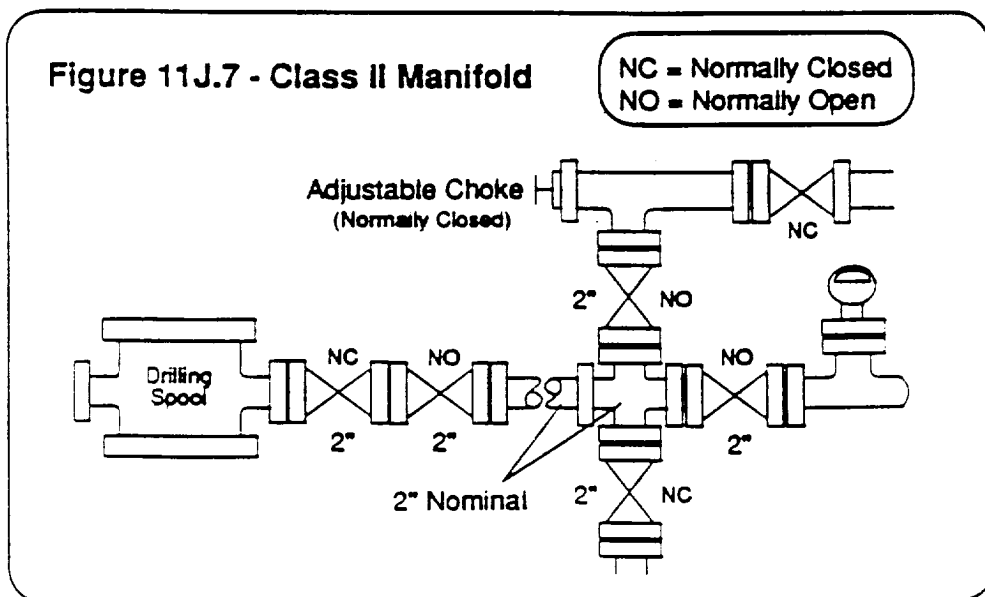 Figure 11J.7 - Class II Manifold
NC = Normally Closed
NO = Normally Open
Adjustable Choke
(Normally Closed)
NC
2" NO
Drilling
Spool
NC NO
2" 2"
NO
2"
2" Nominal
2" NC